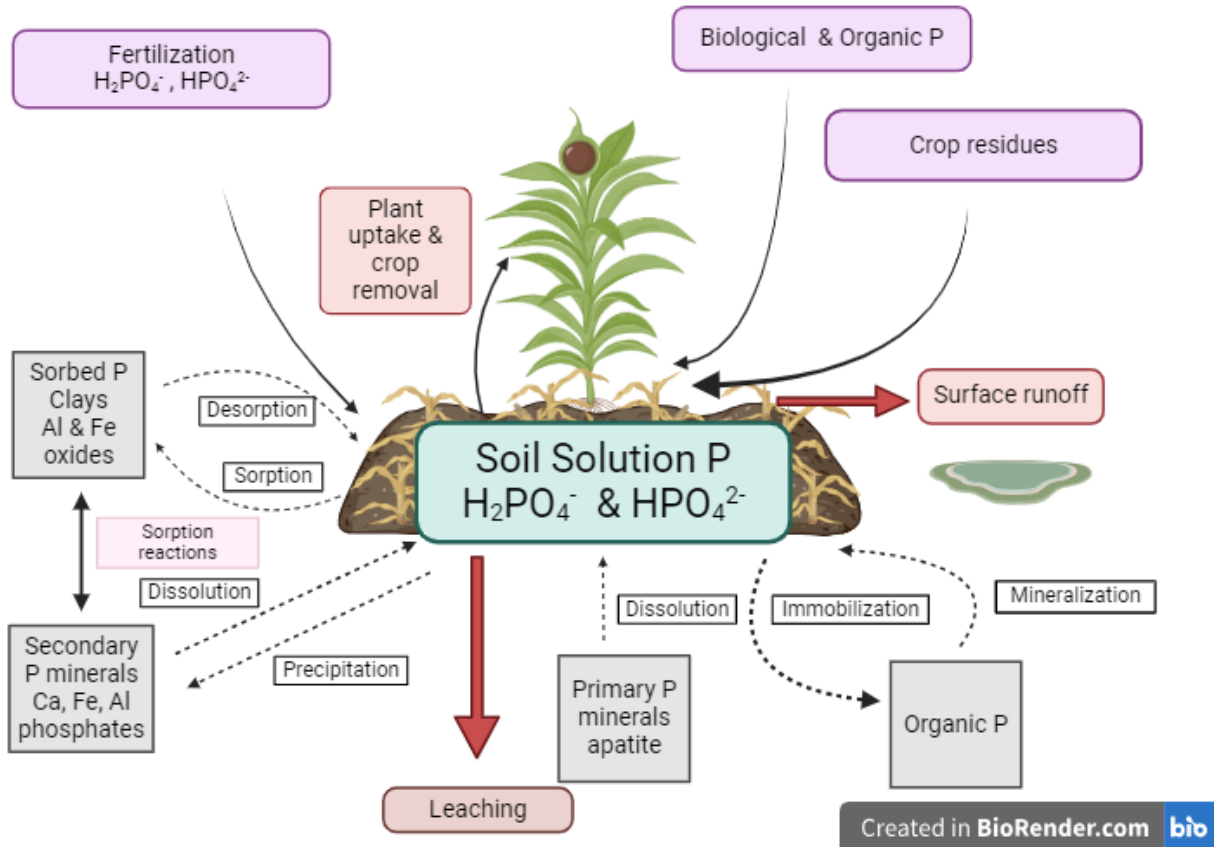 Fertilization
H₂PO₄⁻ , HPO₄²⁻
Biological & Organic P
Crop residues
Plant
uptake &
crop
removal
Sorbed P
Clays
Al & Fe
oxides
Desorption
Sorption
Surface runoff
Soil Solution P
H₂PO₄⁻ & HPO₄²⁻
Sorption
reactions
Dissolution
Secondary
P minerals
Ca, Fe, Al
phosphates
Precipitation
Dissolution
Immobilization
Mineralization
Primary P
minerals
apatite
Organic P
Leaching
Created in BioRender.com bio